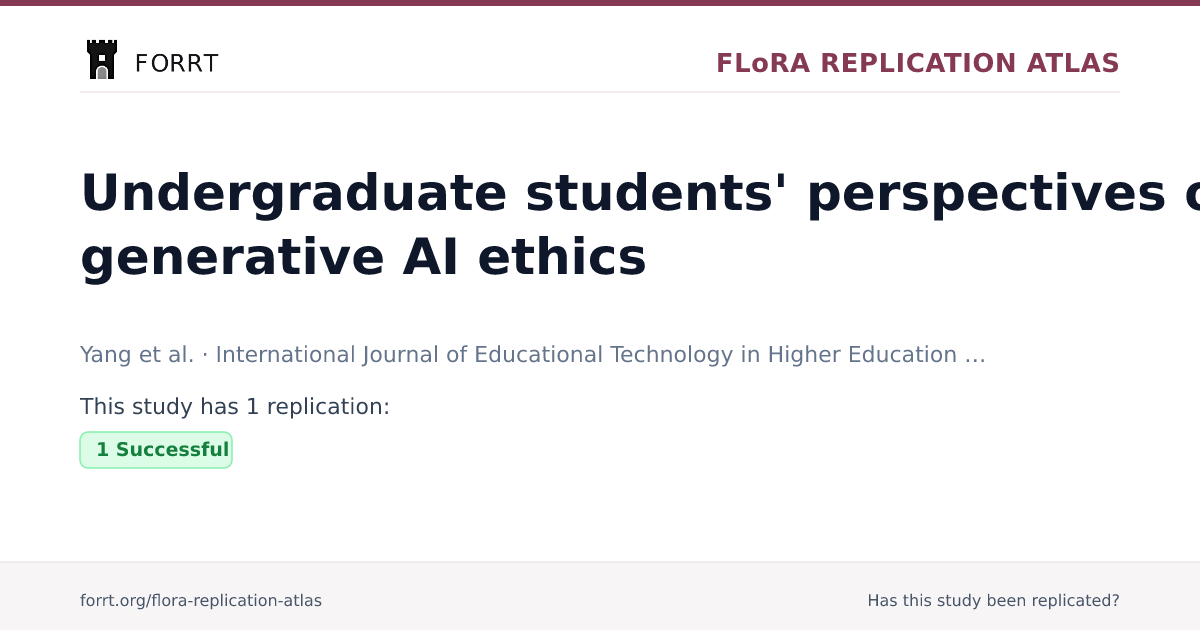 FORRT
FLoRA REPLICATION ATLAS
Undergraduate students' perspectives
generative AI ethics
Yang et al. · International Journal of Educational Technology in Higher Education ...
This study has 1 replication:
1 Successful
forrt.org/flora-replication-atlas
Has this study been replicated?